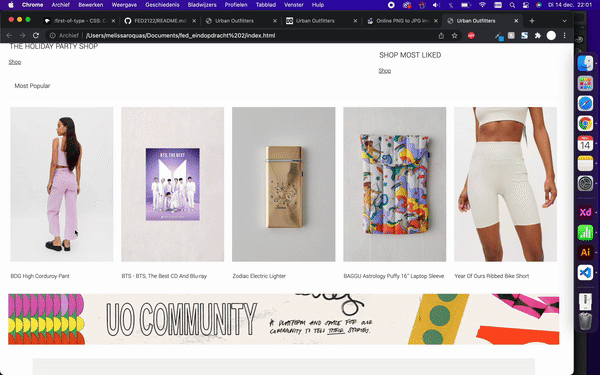 Chrome Archief Bewerken Weergave Geschiedenis Bladwijzers Profielen Tabblad Venster Help
Di 14 dec. 22:01
:first-of-type - CSS: C
FED2122/README.m
Urban Outfitters
Urban Outfitters
Online PNG to JPG
Urban Outfitters
Archief | /Users/melissaroquas/Documents/fed_eindopdracht%202/index.html
THE HOLIDAY PARTY SHOP
Shop
SHOP MOST LIKED
Shop
Most Popular
BTS, THE BEST
BDG High Corduroy Pant
BTS - BTS, The Best CD And Blu-ray
Zodiac Electric Lighter
BAGGU Astrology Puffy 16" Laptop Sleeve
Year Of Ours Ribbed Bike Short
UO COMMUNITY
A PLATFORM AND SPACE FOR OUR
COMMUNITY TO TELL THEIR STORIES.
DEC
14
Xd
Ai